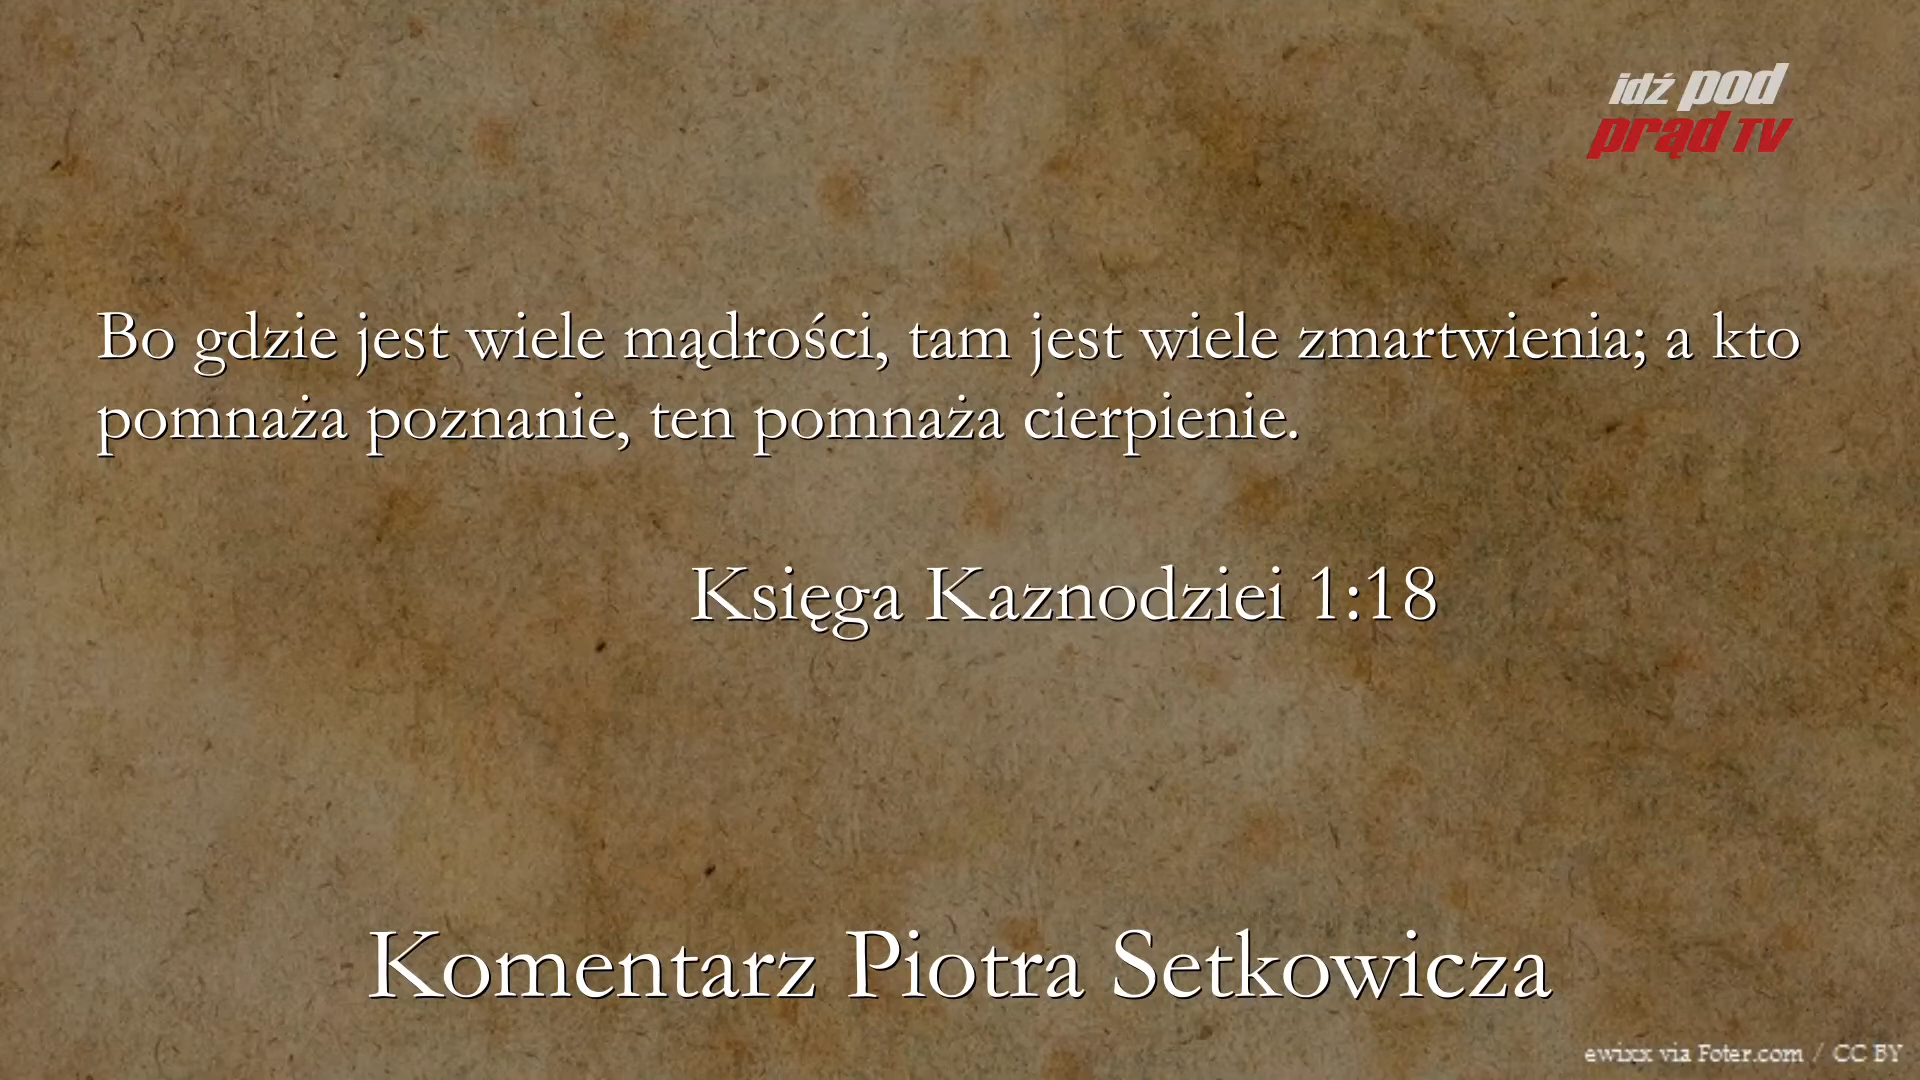 idź pod
prąd TV
Bo gdzie jest wiele mądrości, tam jest wiele zmartwienia; a kto
pomnaża poznanie, ten pomnaża cierpienie.
Księga Kaznodziei 1:18
Komentarz Piotra Setkowicza
ewixx via Foter.com / CC BY